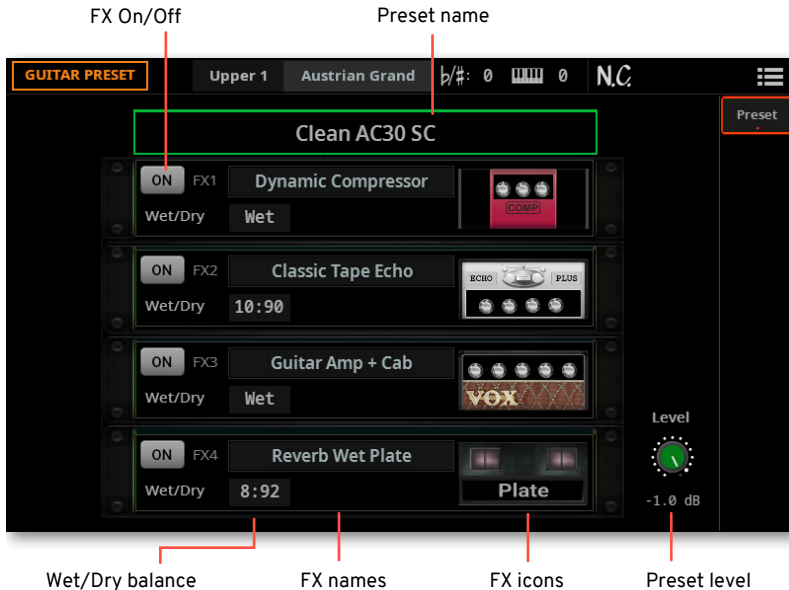 FX On/Off
Preset name
GUITAR PRESET
Upper 1
Austrian Grand
♭/#: 0
0
N.C.
Clean AC30 SC
Preset
ON FX1 Dynamic Compressor
COMP
Wet/Dry Wet
ON FX2 Classic Tape Echo
ECHO PLUS
Wet/Dry 10:90
ON FX3 Guitar Amp + Cab
Wet/Dry Wet
VOX
Level
ON FX4 Reverb Wet Plate
Wet/Dry 8:92
Plate
-1.0 dB
Wet/Dry balance
FX names
FX icons
Preset level